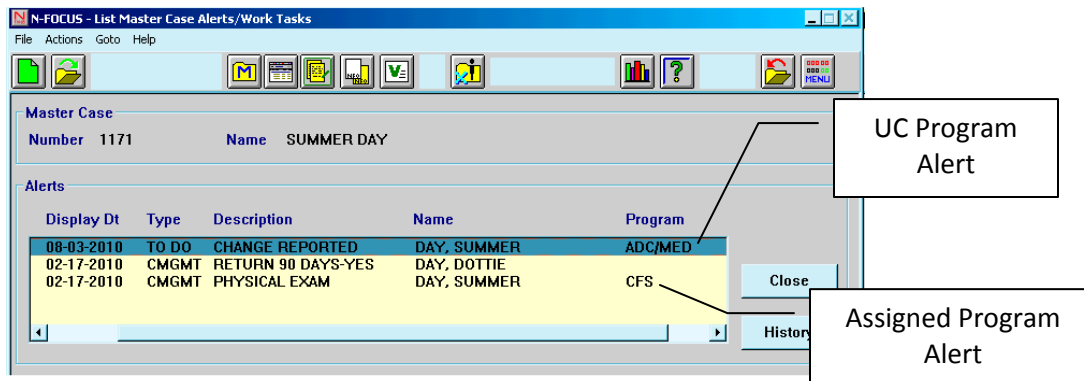 N-FOCUS - List Master Case Alerts/Work Tasks
File Actions Goto Help
MENU
Master Case
Number 1171 Name SUMMER DAY
UC Program
Alert
Alerts
Display Dt Type Description Name Program
08-03-2010 TO DO CHANGE REPORTED DAY, SUMMER ADC/MED
02-17-2010 CMGMT RETURN 90 DAYS-YES DAY, DOTTIE
02-17-2010 CMGMT PHYSICAL EXAM DAY, SUMMER CFS
Close
History
Assigned Program
Alert